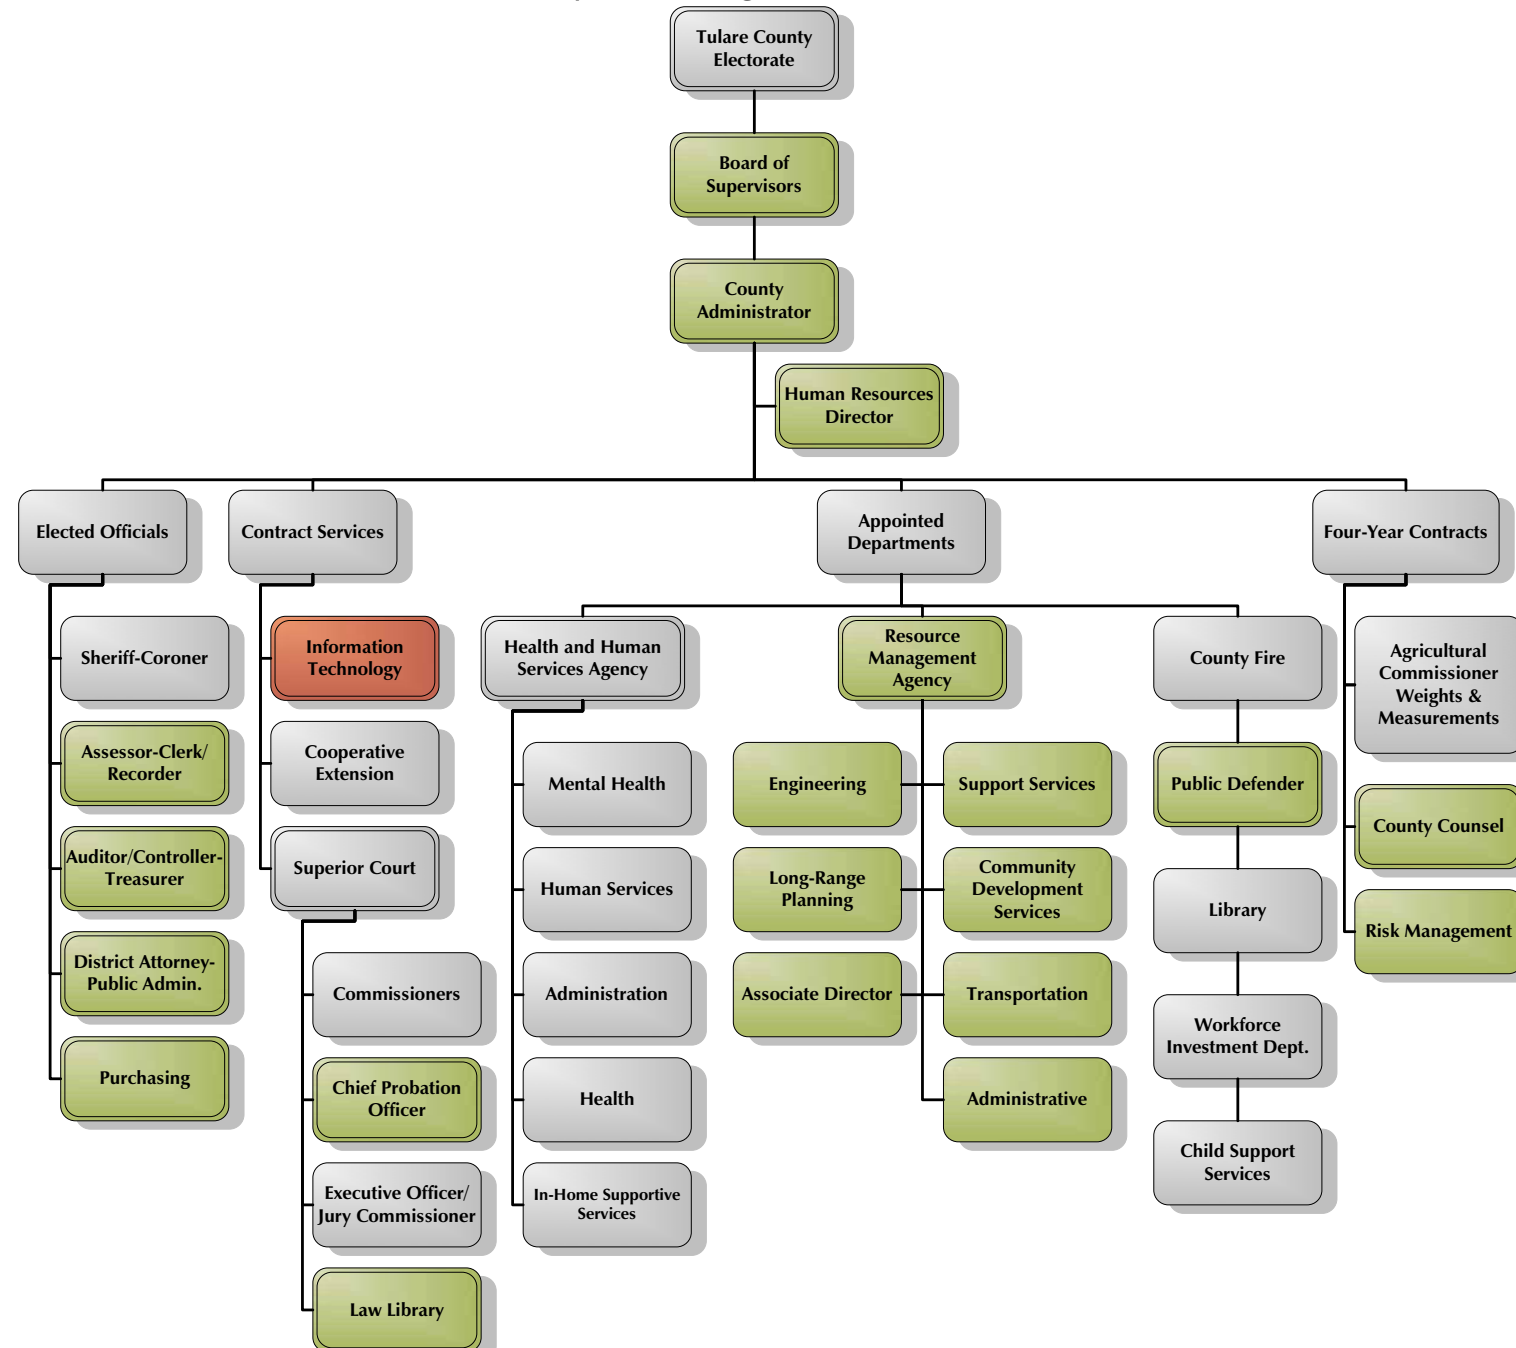 Tulare County
Electorate
Board of
Supervisors
County
Administrator
Human Resources
Director
Elected Officials
Contract Services
Appointed
Departments
Four-Year Contracts
Sheriff-Coroner
Assessor-Clerk/
Recorder
Auditor/Controller-
Treasurer
District Attorney-
Public Admin.
Purchasing
Information
Technology
Cooperative
Extension
Superior Court
Commissioners
Chief Probation
Officer
Executive Officer/
Jury Commissioner
Law Library
Health and Human
Services Agency
Mental Health
Human Services
Administration
Health
In-Home Supportive
Services
Resource
Management
Agency
Engineering
Support Services
Long-Range
Planning
Community
Development
Services
Associate Director
Transportation
Administrative
County Fire
Public Defender
Library
Workforce
Investment Dept.
Child Support
Services
Agricultural
Commissioner
Weights &
Measurements
County Counsel
Risk Management